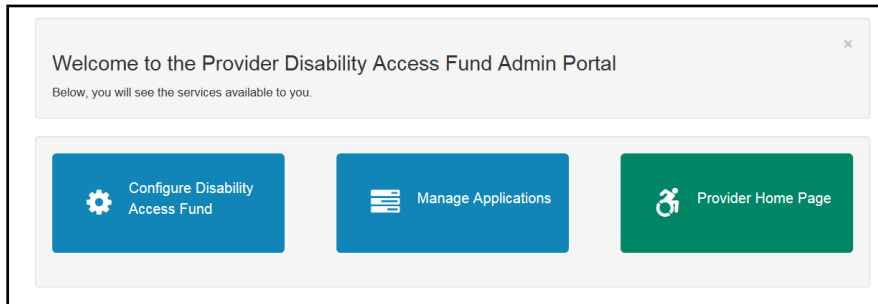 ×
Welcome to the Provider Disability Access Fund Admin Portal
Below, you will see the services available to you.
Configure Disability
Access Fund
Manage Applications
Provider Home Page